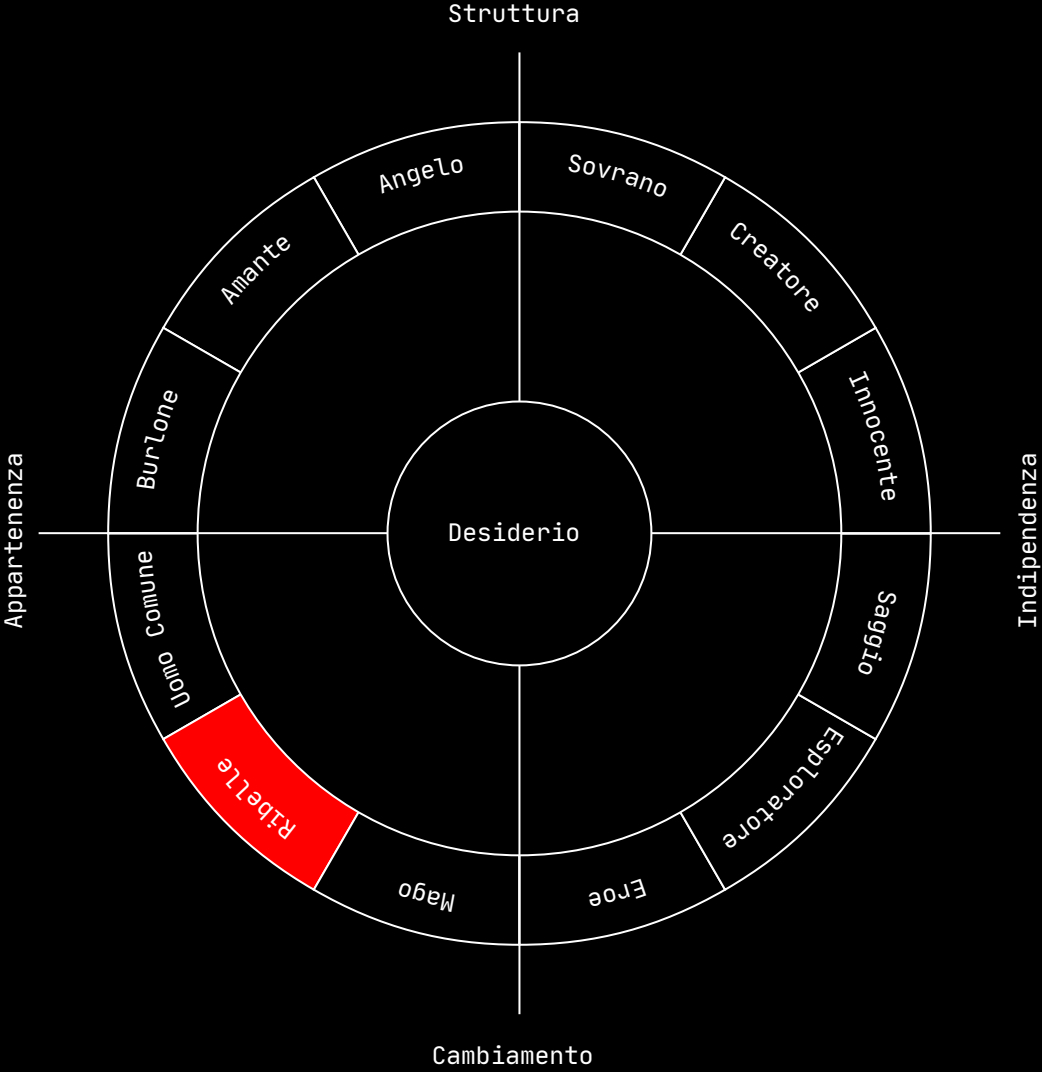 Struttura
Angelo
Sovrano
Amante
Creatore
Burlone
Innocente
Appartenenza
Desiderio
Indipendenza
Uomo Comune
Saggio
Ribelle
Esploratore
Mago
Eroe
Cambiamento